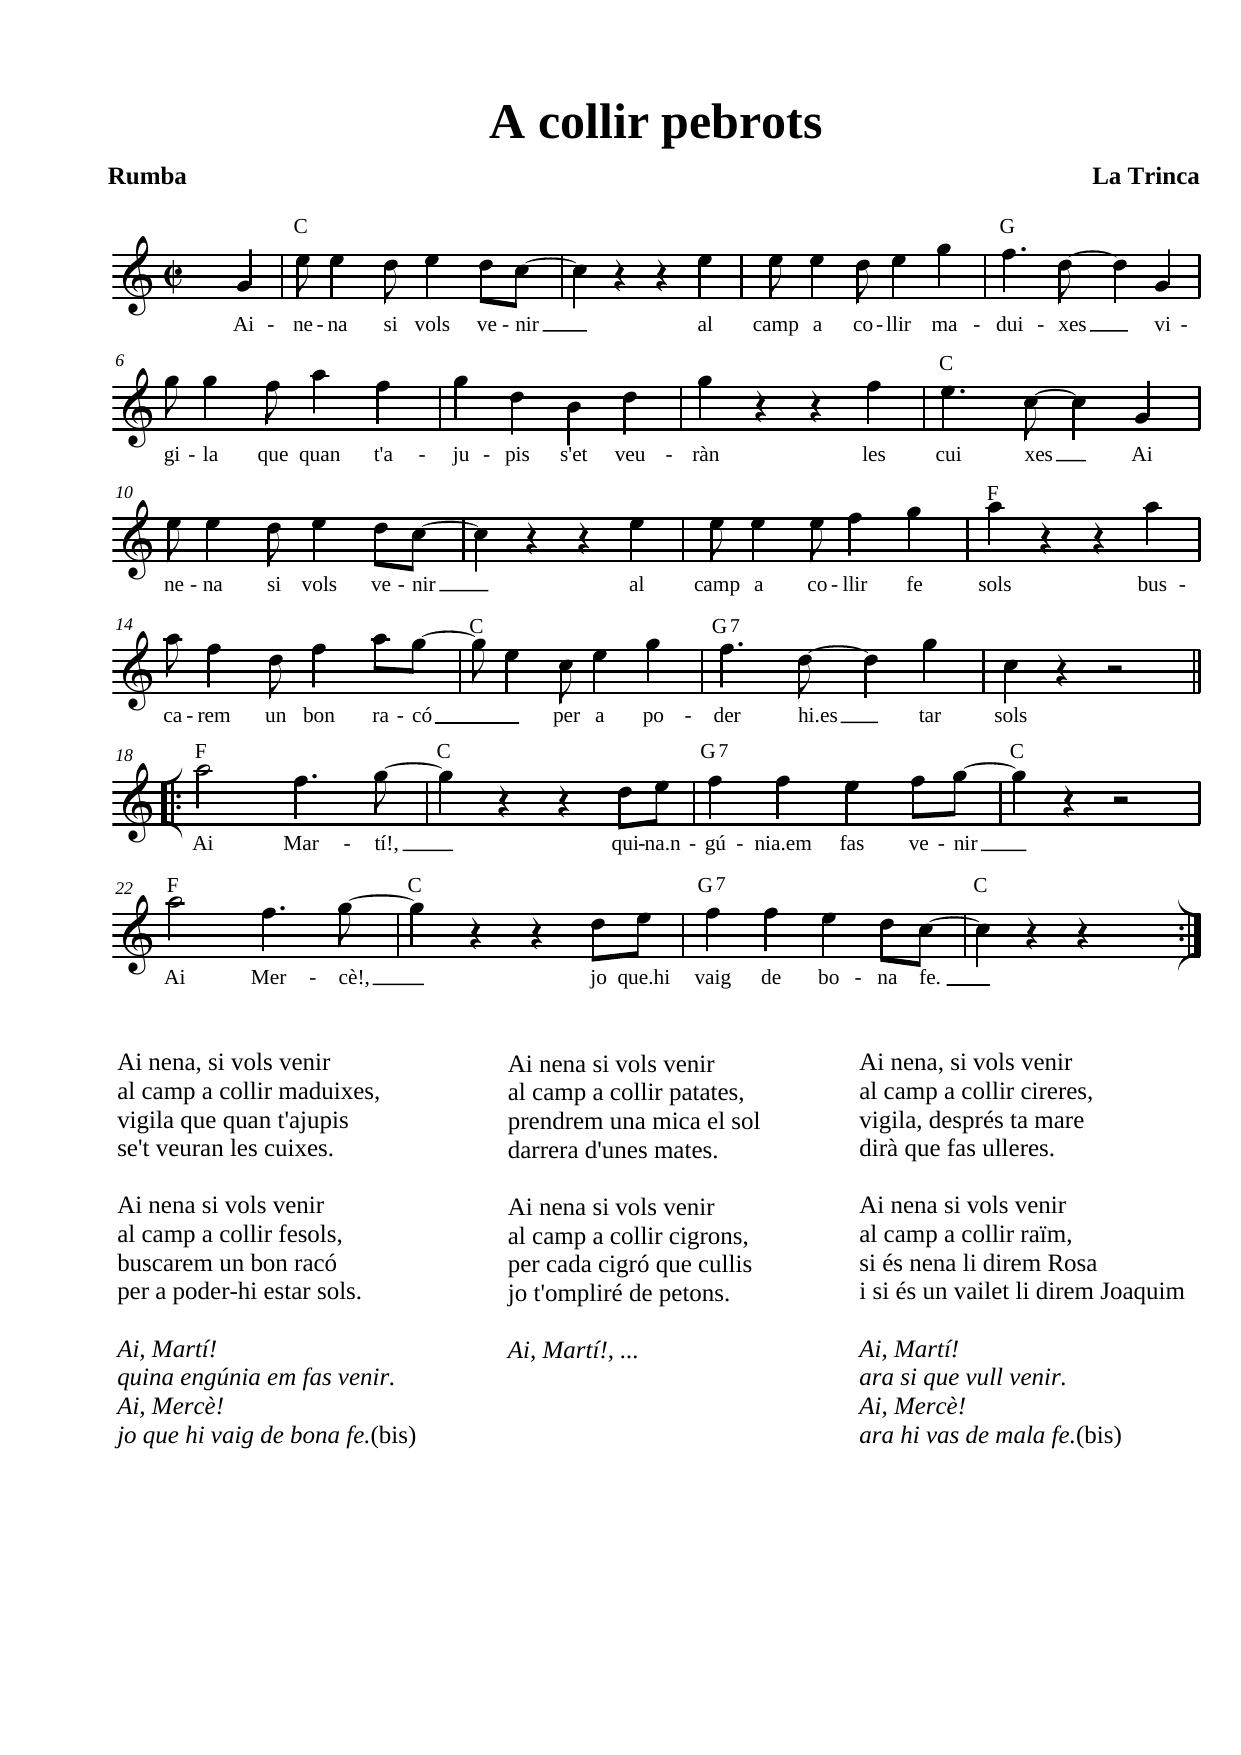 A collir pebrots
Rumba
La Trinca
C G
Ai - ne - na si vols ve - nir al camp a co - llir ma - dui - xes vi -
6 C
gi - la que quan t'a - ju - pis s'et veu - ràn les cui xes Ai
10 F
ne - na si vols ve - nir al camp a co - llir fe sols bus -
14 C G 7
ca - rem un bon ra - có per a po - der hi.es tar sols
18 F C G 7 C
Ai Mar - tí!, qui-na.n - gú - nia.em fas ve - nir
22 F C G 7 C
Ai Mer - cè!, jo que.hi vaig de bo - na fe.
Ai nena, si vols venir
al camp a collir maduixes,
vigila que quan t'ajupis
se't veuran les cuixes.
Ai nena si vols venir
al camp a collir fesols,
buscarem un bon racó
per a poder-hi estar sols.
Ai, Martí!
quina engúnia em fas venir.
Ai, Mercè!
jo que hi vaig de bona fe.(bis)
Ai nena si vols venir
al camp a collir patates,
prendrem una mica el sol
darrera d'unes mates.
Ai nena si vols venir
al camp a collir cigrons,
per cada cigró que cullis
jo t'ompliré de petons.
Ai, Martí!, ...
Ai nena, si vols venir
al camp a collir cireres,
vigila, després ta mare
dirà que fas ulleres.
Ai nena si vols venir
al camp a collir raïm,
si és nena li direm Rosa
i si és un vailet li direm Joaquim
Ai, Martí!
ara si que vull venir.
Ai, Mercè!
ara hi vas de mala fe.(bis)